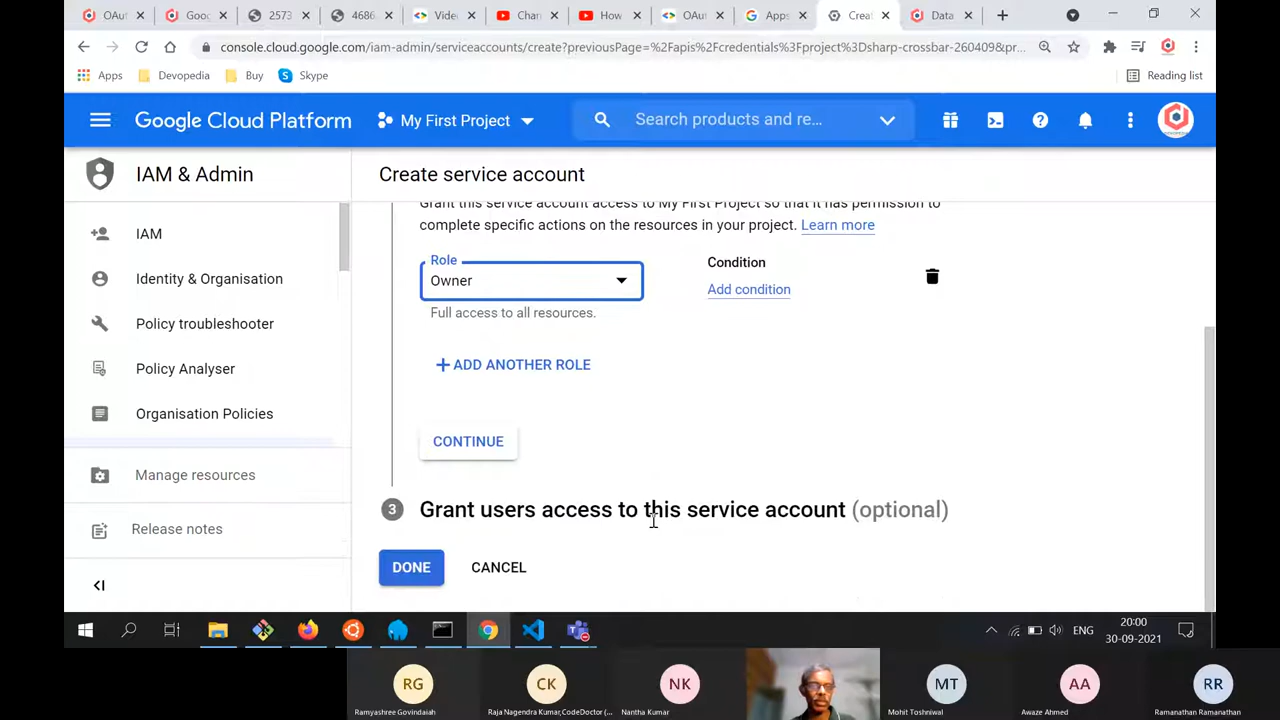 OAut
Goog
2573
4686
Video
Chan
How
OAut
Apps
Creat
Data
console.cloud.google.com/iam-admin/serviceaccounts/create?previousPage=%2Fapis%2Fcredentials%3Fproject%3Dsharp-crossbar-260409&pr...
Apps
Devopedia
Buy
Skype
Reading list
Google Cloud Platform
My First Project
Search products and re...
IAM & Admin
Create service account
Grant this service account access to My First Project so that it has permission to
complete specific actions on the resources in your project. Learn more
IAM
Identity & Organisation
Policy troubleshooter
Policy Analyser
Organisation Policies
Manage resources
Release notes
Role
Owner
Full access to all resources.
Condition
Add condition
ADD ANOTHER ROLE
CONTINUE
3 Grant users access to this service account (optional)
DONE
CANCEL
ENG
20:00
30-09-2021
RG
CK
NK
MT
AA
RR
Ramyashree Govindaiah
Raja Nagendra Kumar,CodeDoctor (...
Nantha Kumar
Mohit Toshniwal
Awaze Ahmed
Ramanathan Ramanathan